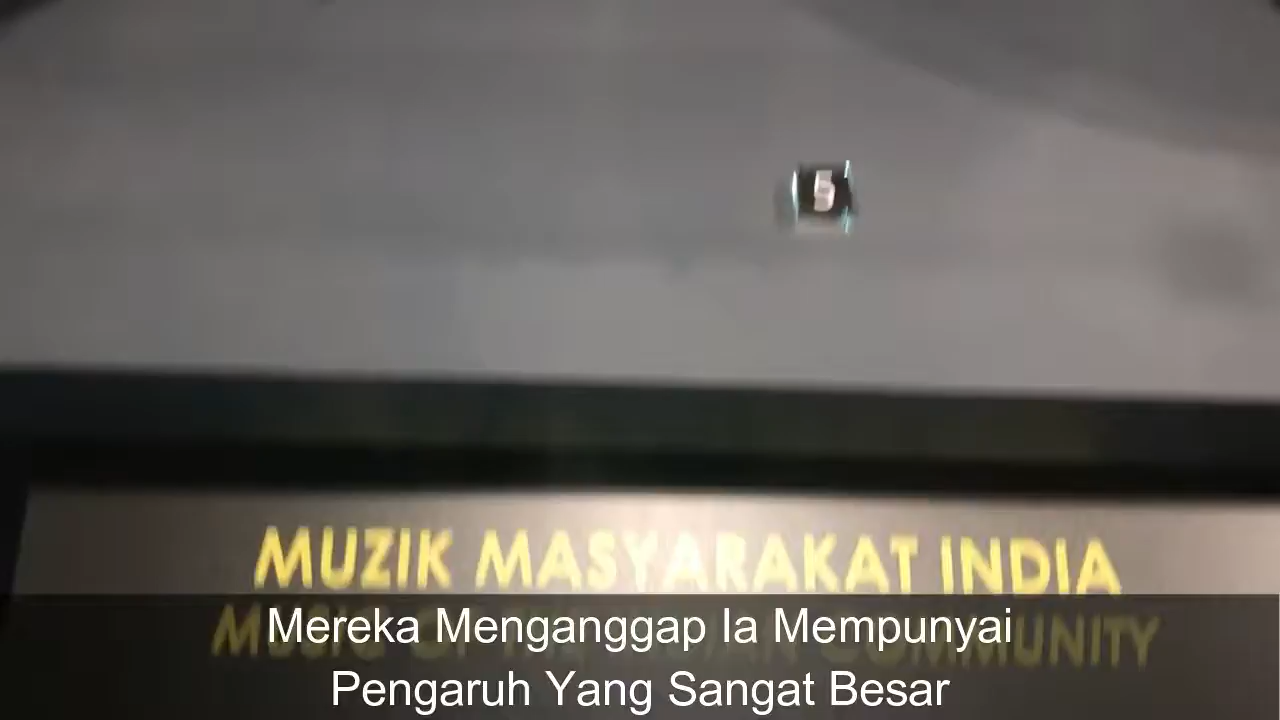 MUZIK MASYARAKAT INDIA
Mereka Menganggap Ia Mempunyai
Pengaruh Yang Sangat Besar